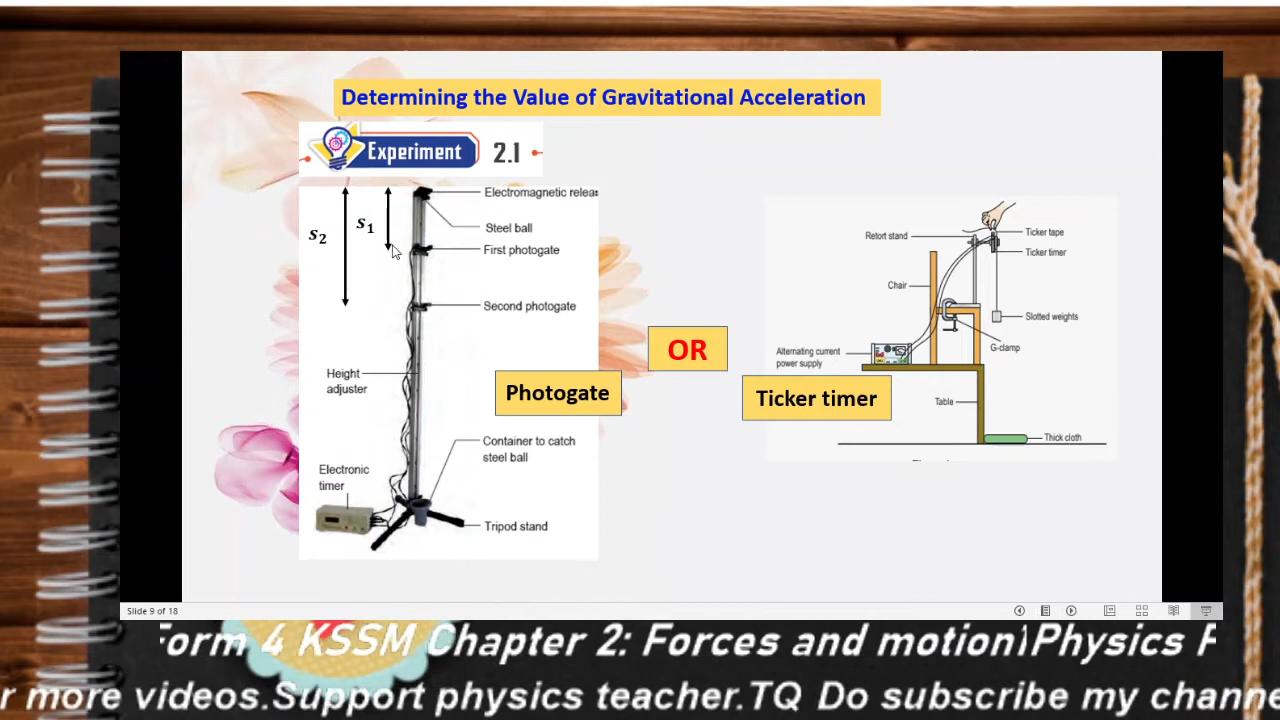 Determining the Value of Gravitational Acceleration
Experiment 2.1
s2
s1
Electromagnetic releas
Steel ball
First photogate
Second photogate
Height
adjuster
Photogate
Container to catch
steel ball
Electronic
timer
Tripod stand
OR
Retort stand
Ticker tape
Ticker timer
Chair
Slotted weights
G-clamp
Alternating current
power supply
Ticker timer
Table
Thick cloth
Slide 9 of 18
Form 4 KSSM Chapter 2: Forces and motion)Physics F
r more videos.Support physics teacher.TQ Do subscribe my channe